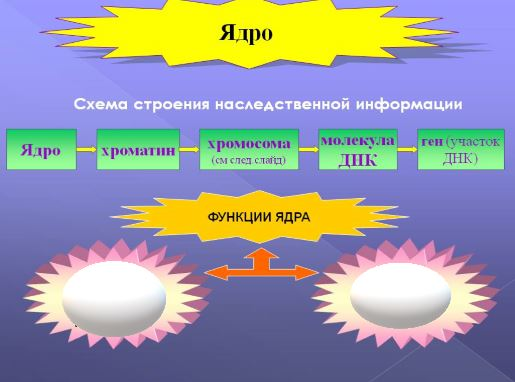 Ядро
Схема строения наследственной информации
Ядро
хроматин
хромосома
(см след.слайд)
молекула
ДНК
ген (участок
ДНК)
ФУНКЦИИ ЯДРА